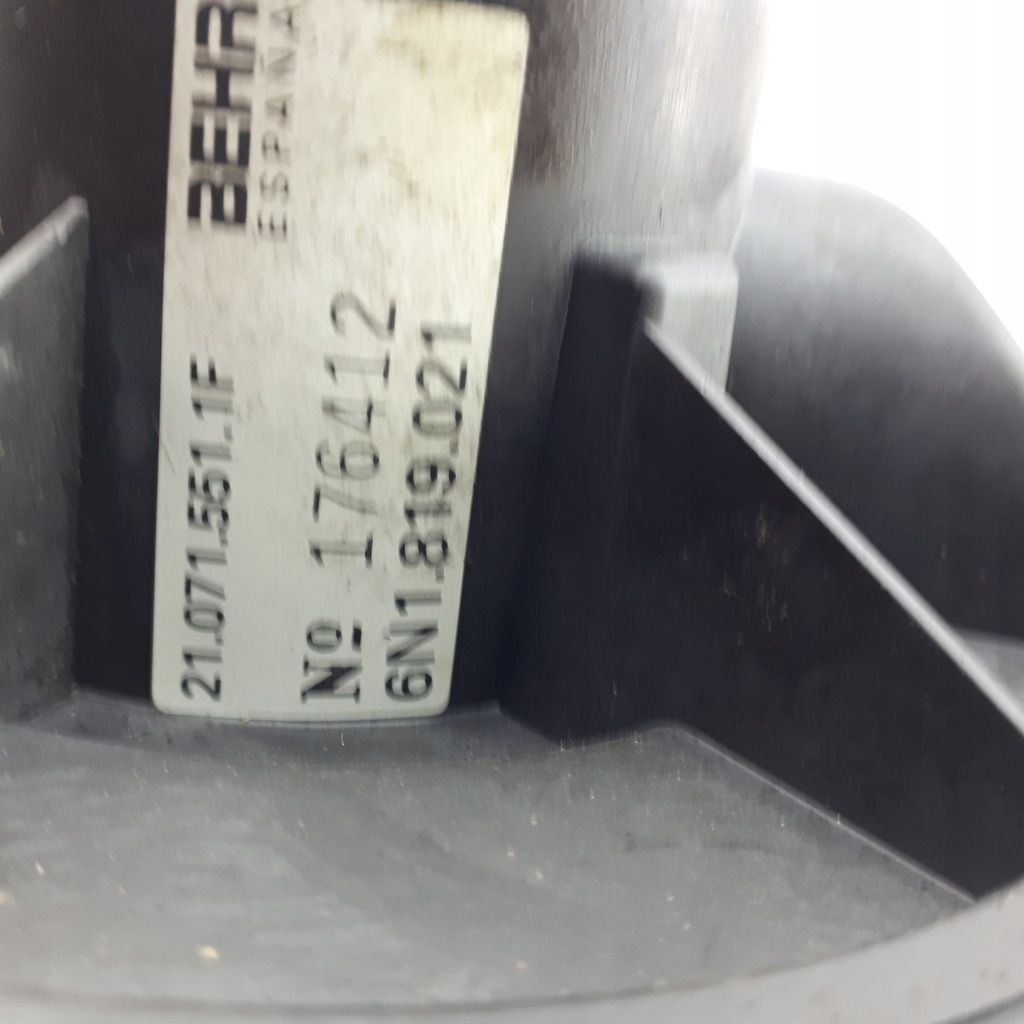 BEHR
ESPAÑA
21.071.551.1F
Nº 176412
6N1.819.021